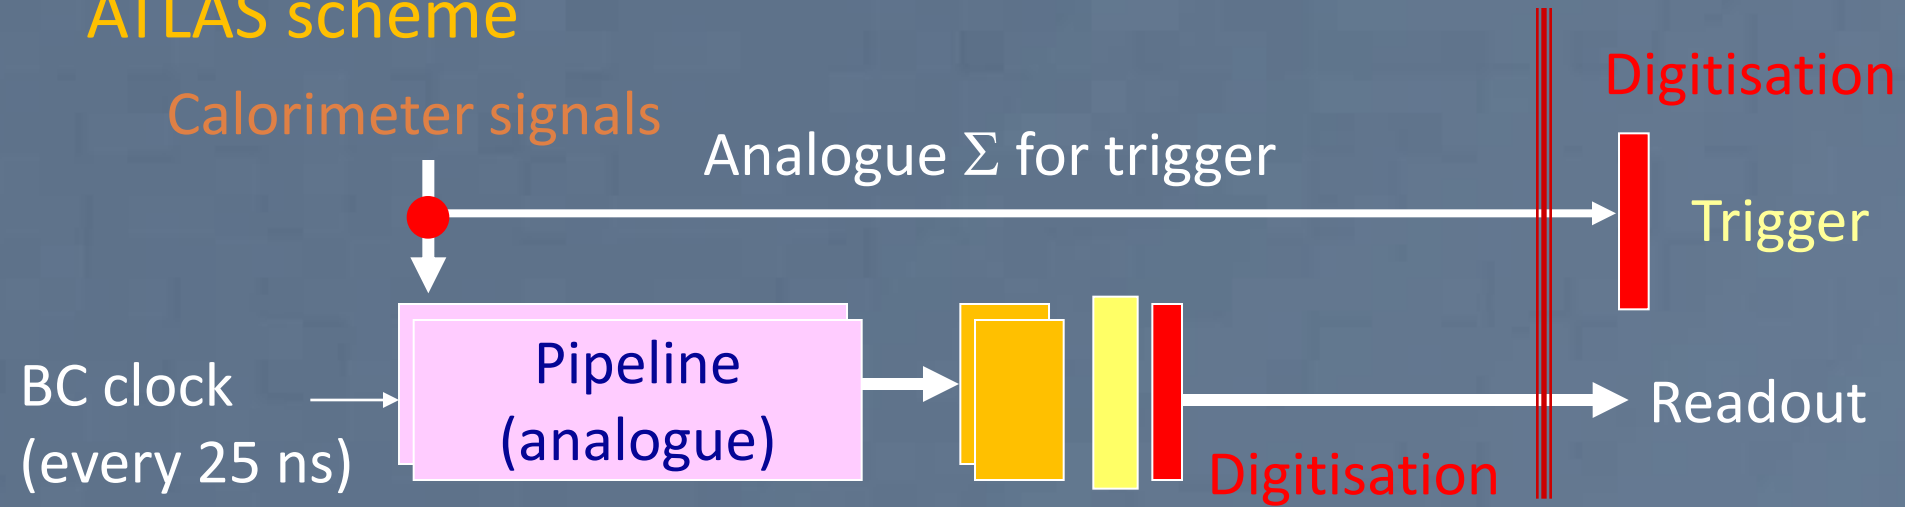 ATLAS scheme
Calorimeter signals
Digitisation
Analogue Σ for trigger
Trigger
Pipeline
(analogue)
BC clock
(every 25 ns)
Readout
Digitisation